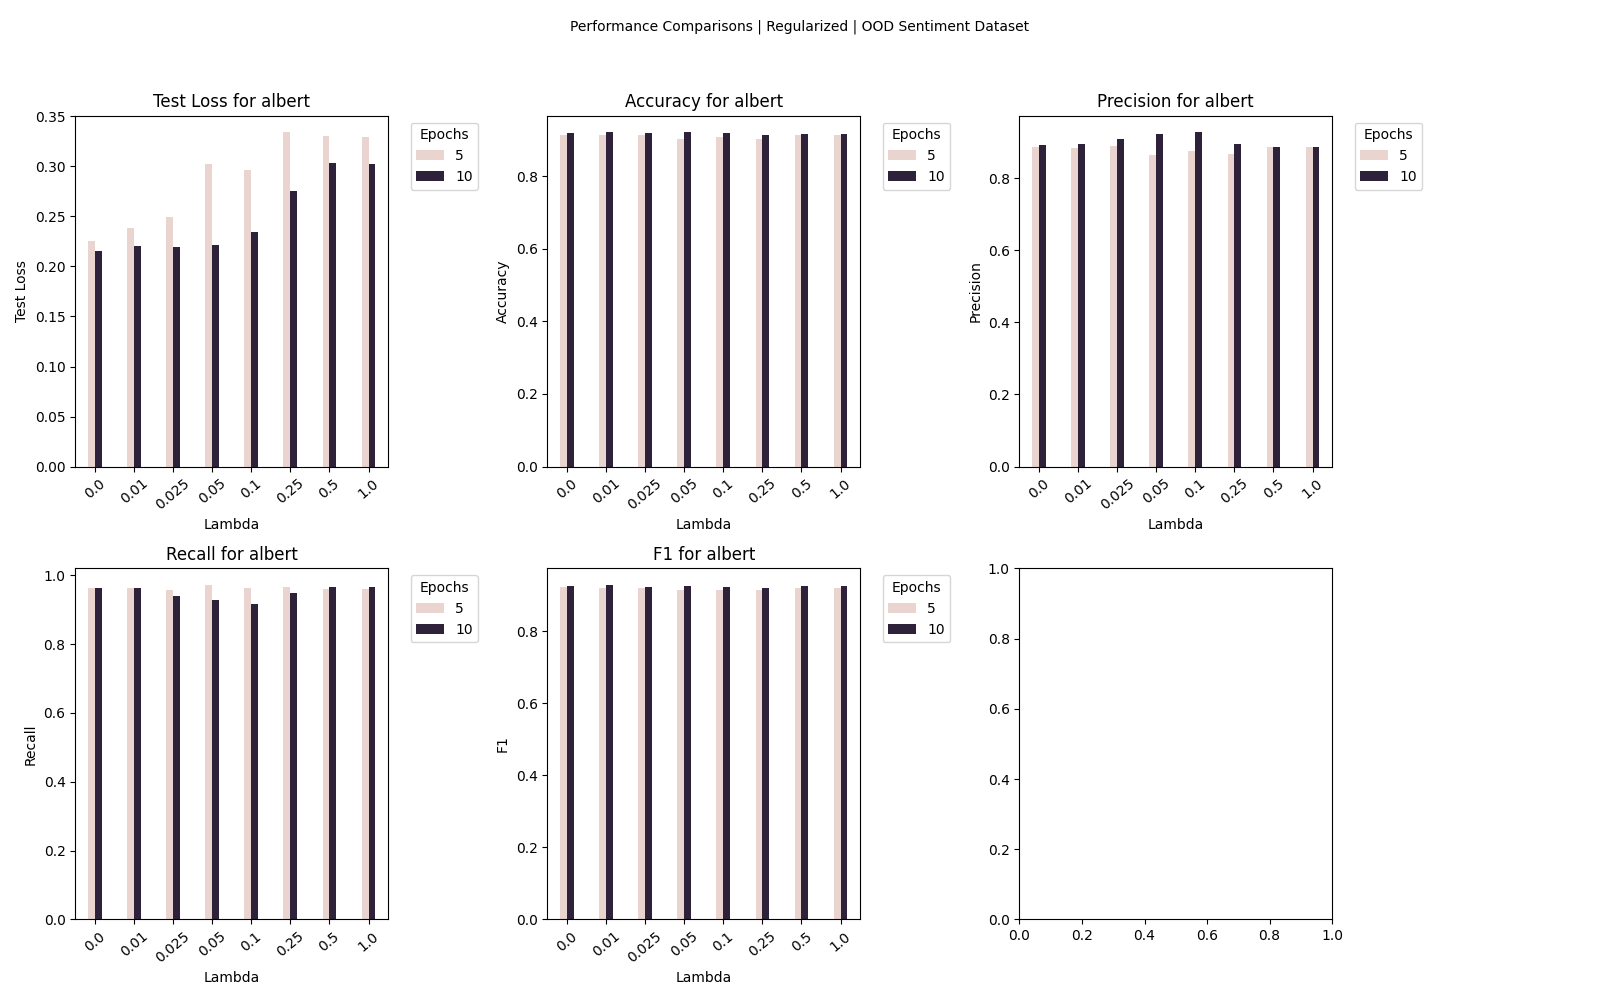 Performance Comparisons | Regularized | OOD Sentiment Dataset
Test Loss for albert
0.35
0.30
0.25
0.20
0.15
0.10
0.05
0.00
Test Loss
0.0 0.01 0.025 0.05 0.1 0.25 0.5 1.0
Lambda
Epochs
5
10
Accuracy for albert
0.8
0.6
0.4
0.2
0.0
Accuracy
0.0 0.01 0.025 0.05 0.1 0.25 0.5 1.0
Lambda
Epochs
5
10
Precision for albert
0.8
0.6
0.4
0.2
0.0
Precision
0.0 0.01 0.025 0.05 0.1 0.25 0.5 1.0
Lambda
Epochs
5
10
Recall for albert
1.0
0.8
0.6
0.4
0.2
0.0
Recall
0.0 0.01 0.025 0.05 0.1 0.25 0.5 1.0
Lambda
Epochs
5
10
F1 for albert
0.8
0.6
0.4
0.2
0.0
F1
0.0 0.01 0.025 0.05 0.1 0.25 0.5 1.0
Lambda
Epochs
5
10
1.0
0.8
0.6
0.4
0.2
0.0
0.0 0.2 0.4 0.6 0.8 1.0